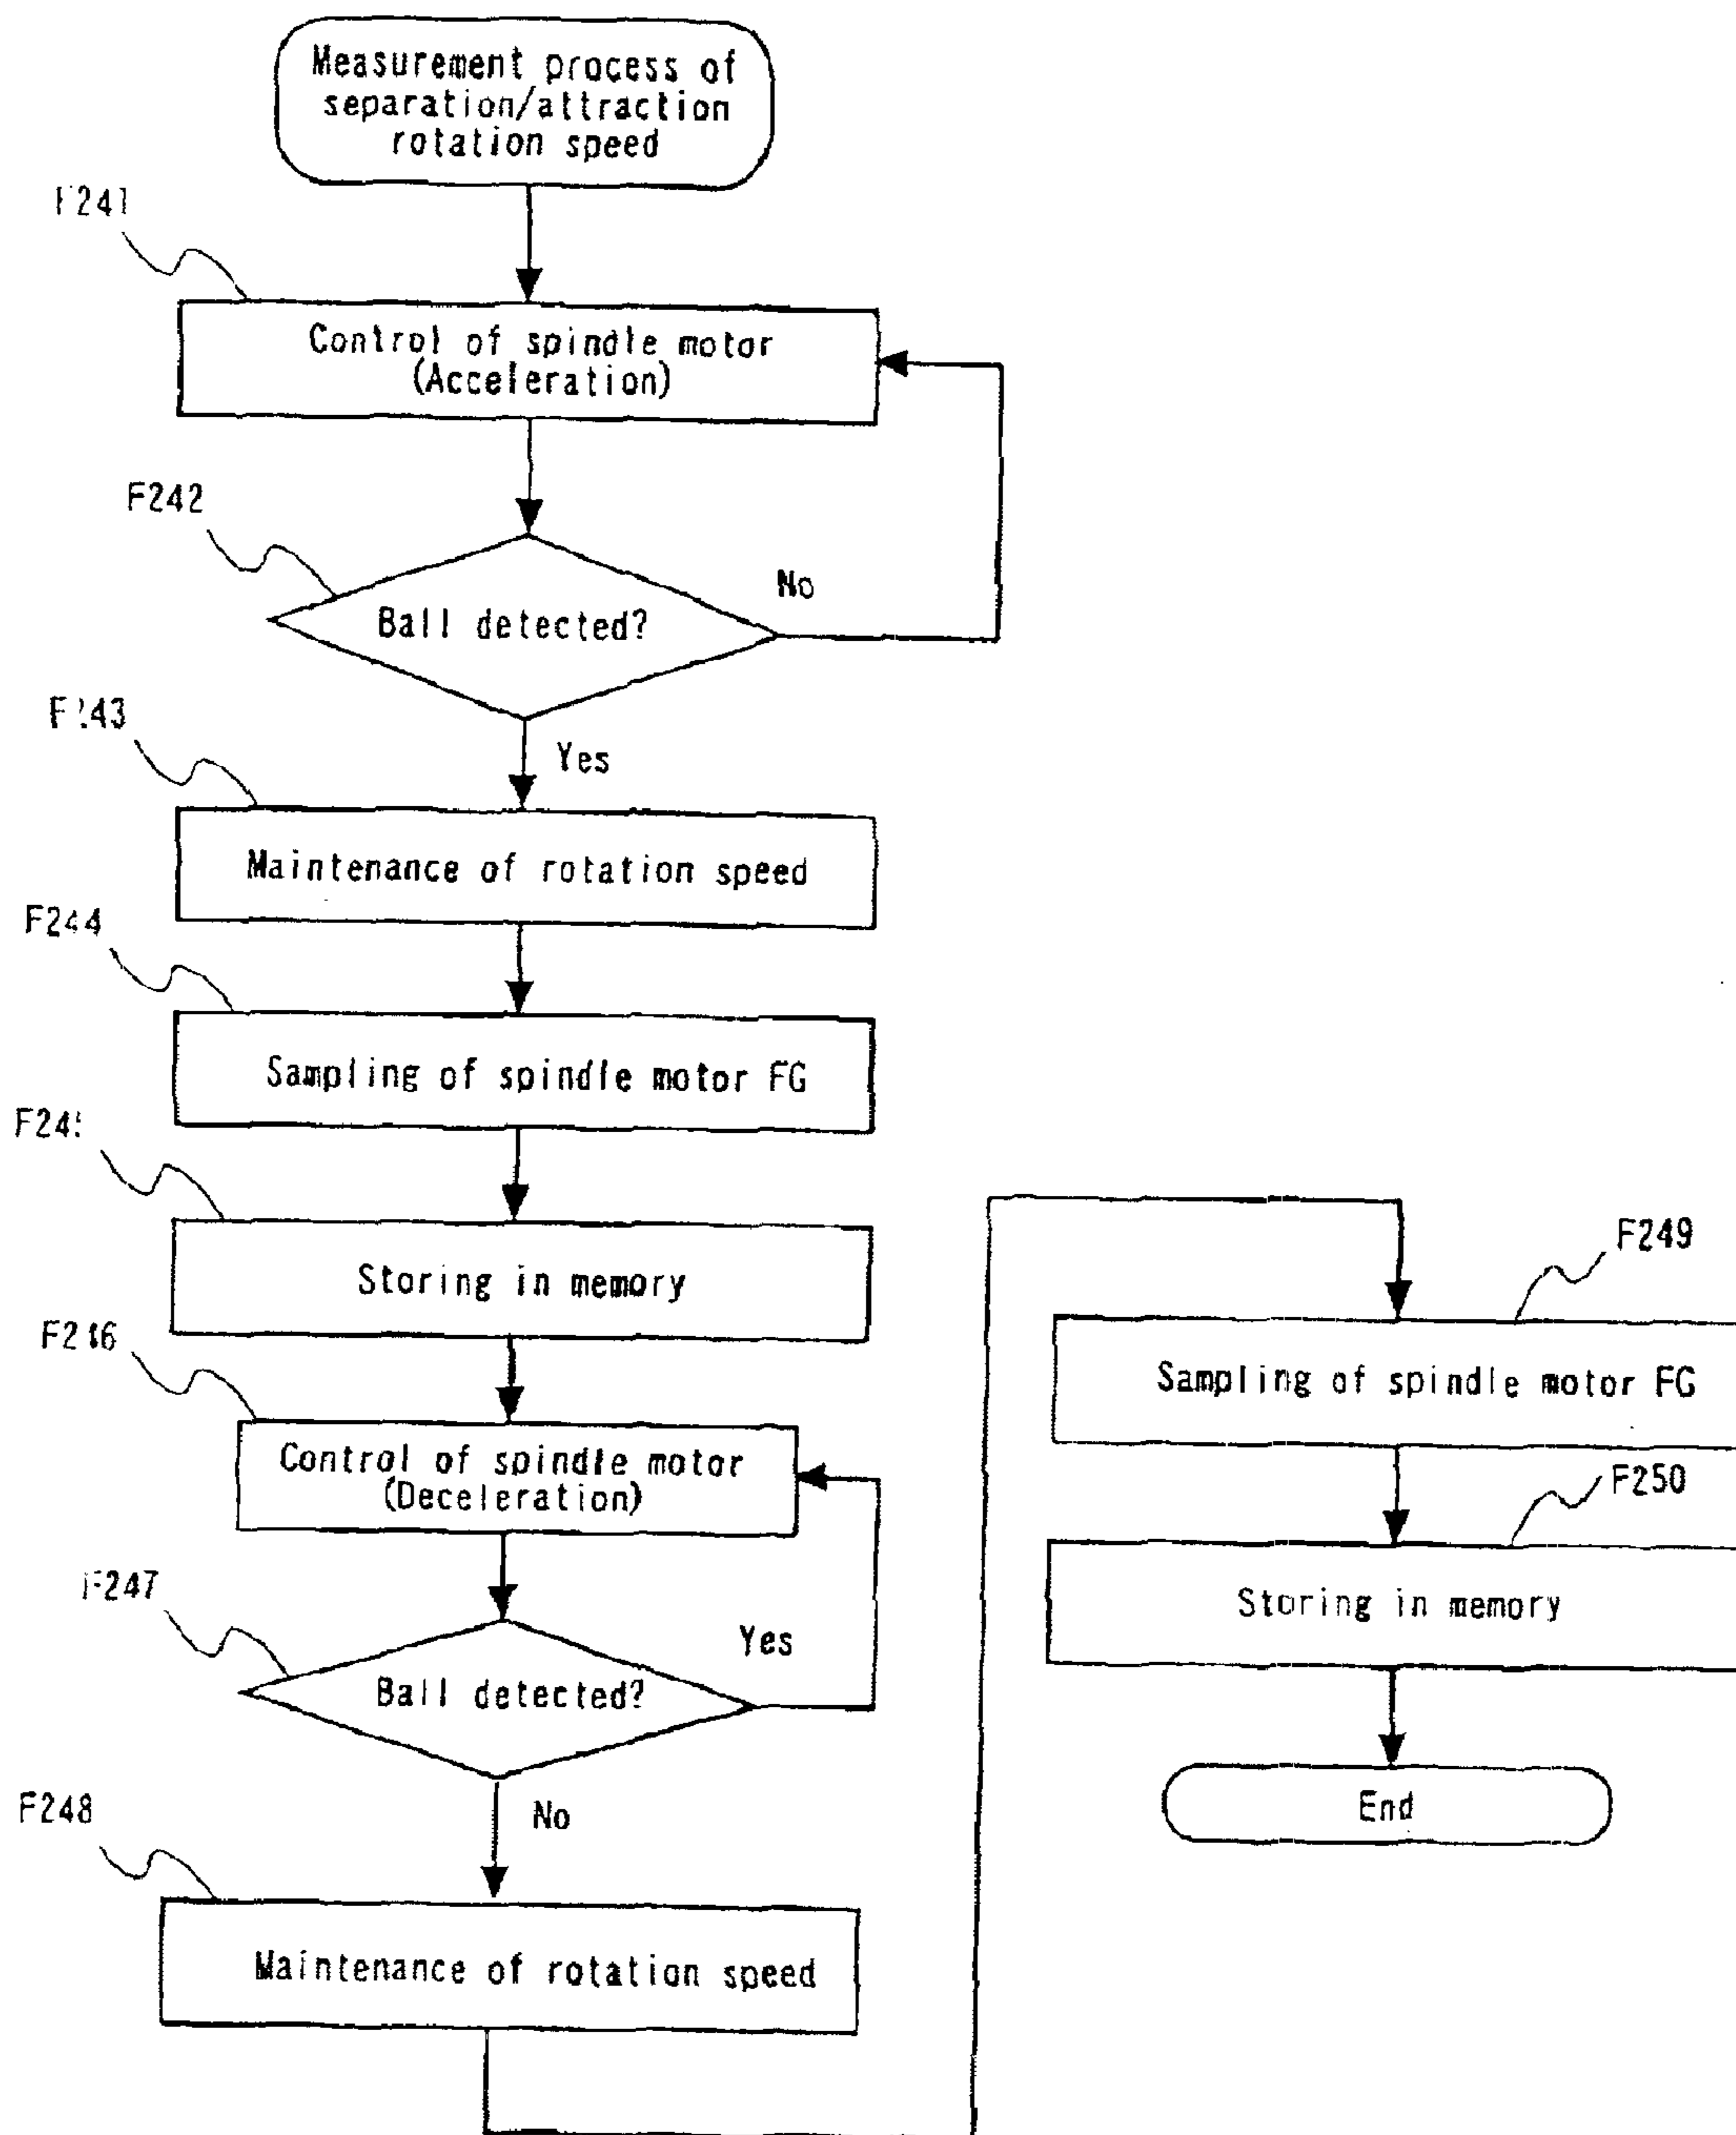 Measurement process of
separation/attraction
rotation speed
F241
Control of spindle motor
(Acceleration)
F242
Ball detected?
No
Yes
F243
Maintenance of rotation speed
F244
Sampling of spindle motor FG
F245
Storing in memory
F246
Control of spindle motor
(Deceleration)
F247
Ball detected?
Yes
No
F248
Maintenance of rotation speed
F249
Sampling of spindle motor FG
F250
Storing in memory
End